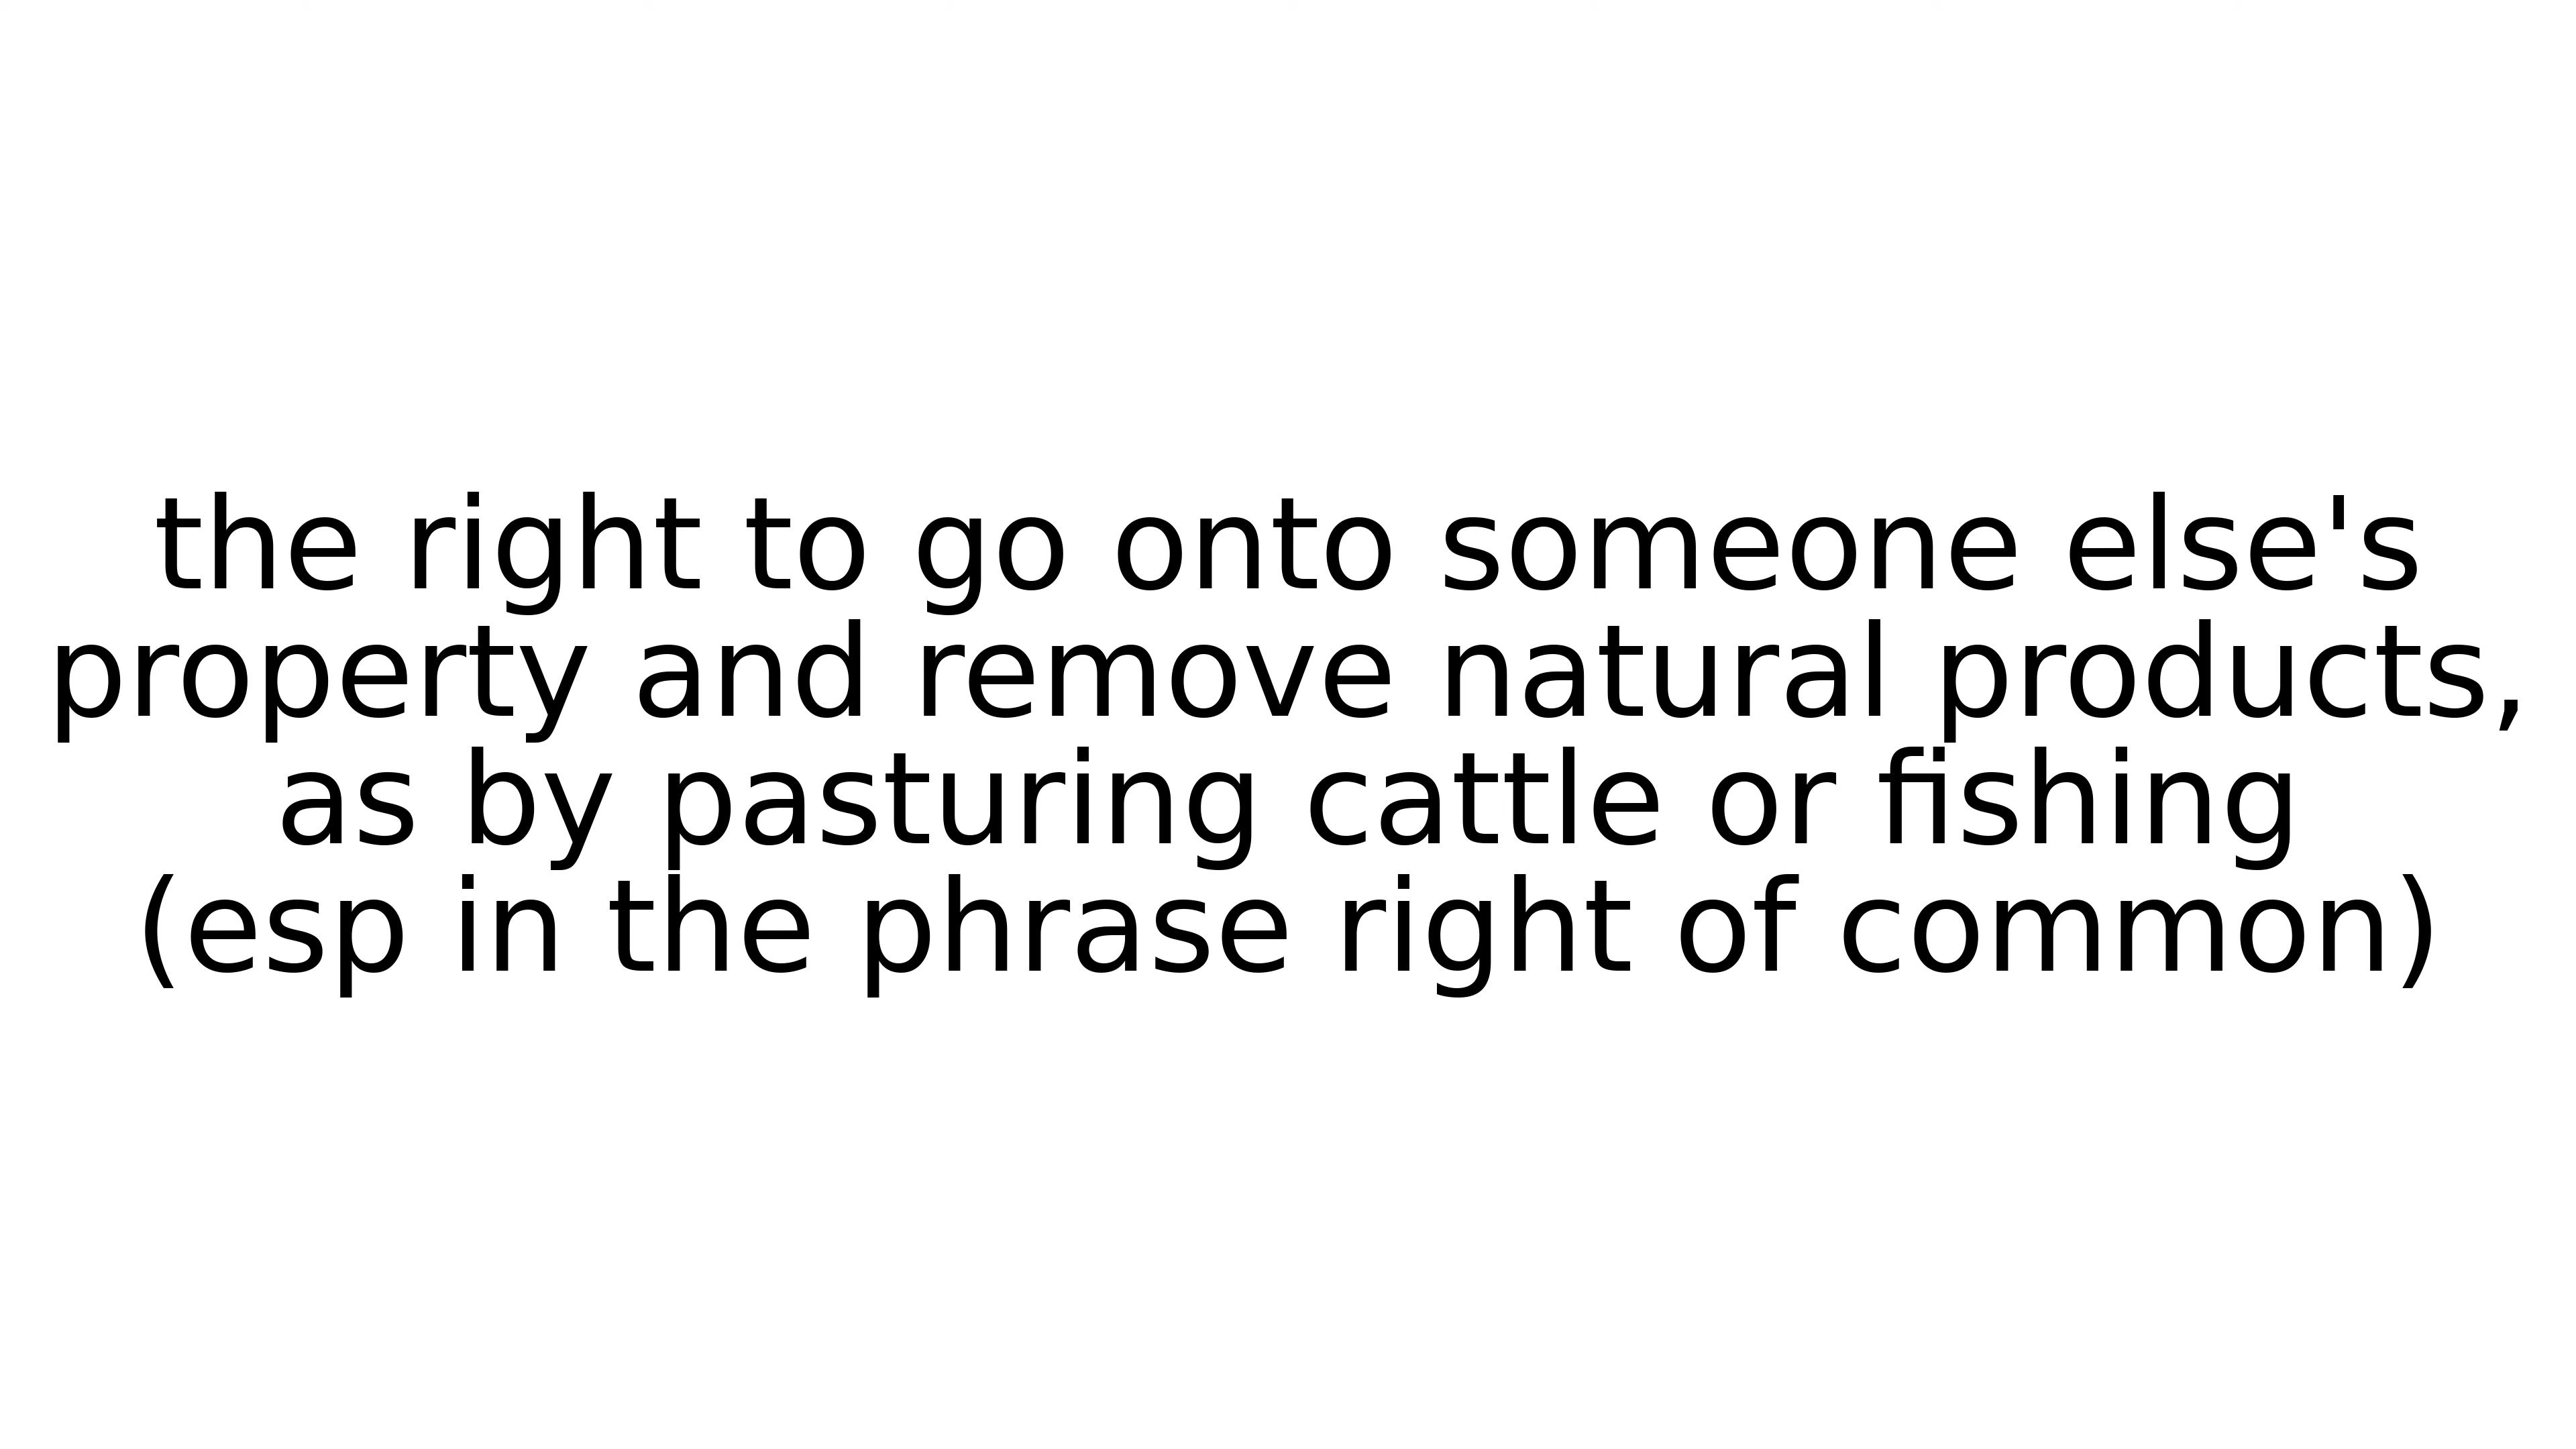 the right to go onto someone else's
property and remove natural products,
as by pasturing cattle or fishing
(esp in the phrase right of common)